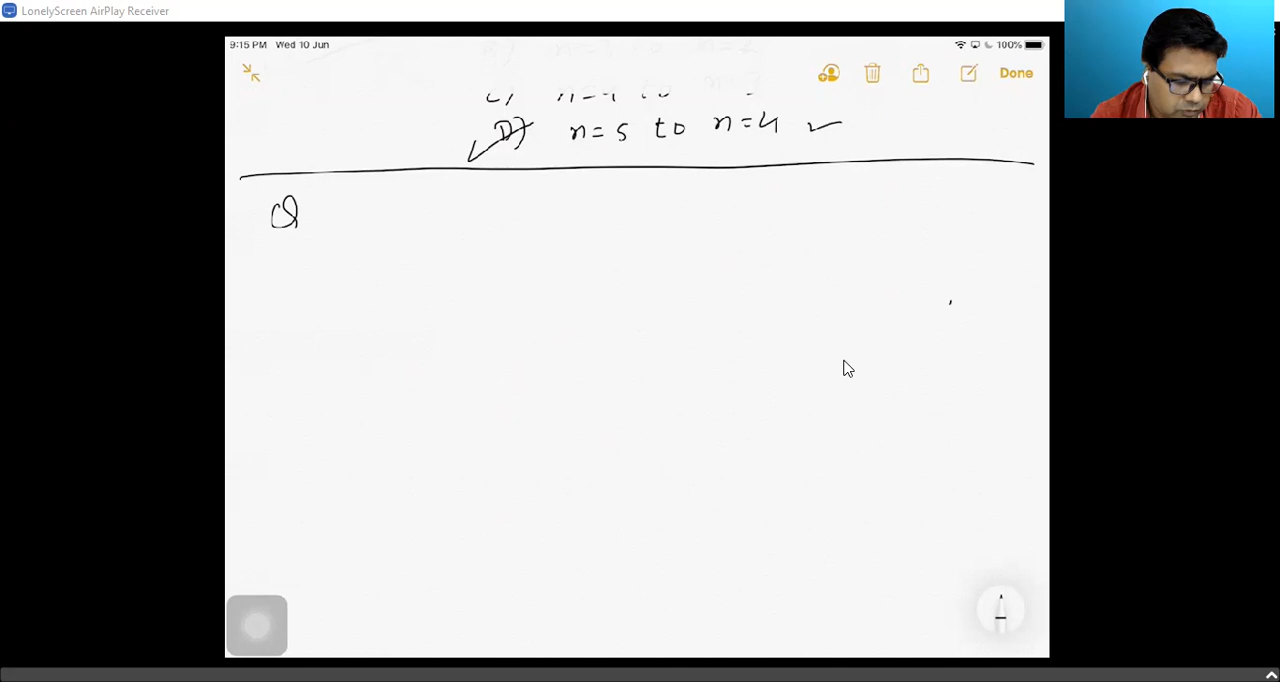 LonelyScreen AirPlay Receiver
9:15 PM Wed 10 Jun
100%
Done
D) n=5 to n=4
Q